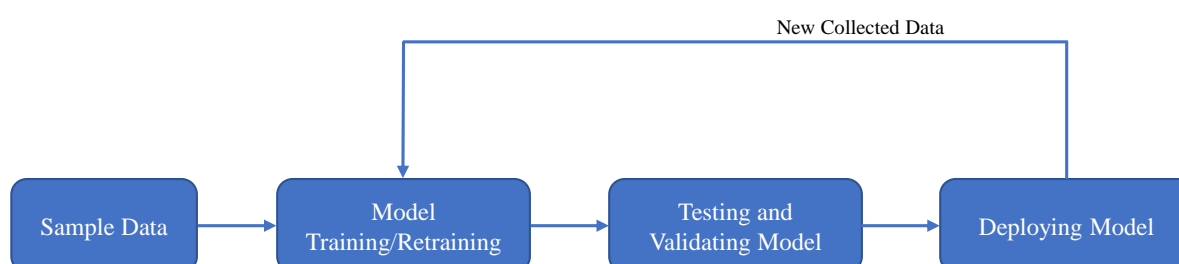 New Collected Data
Sample Data
Model
Training/Retraining
Testing and
Validating Model
Deploying Model